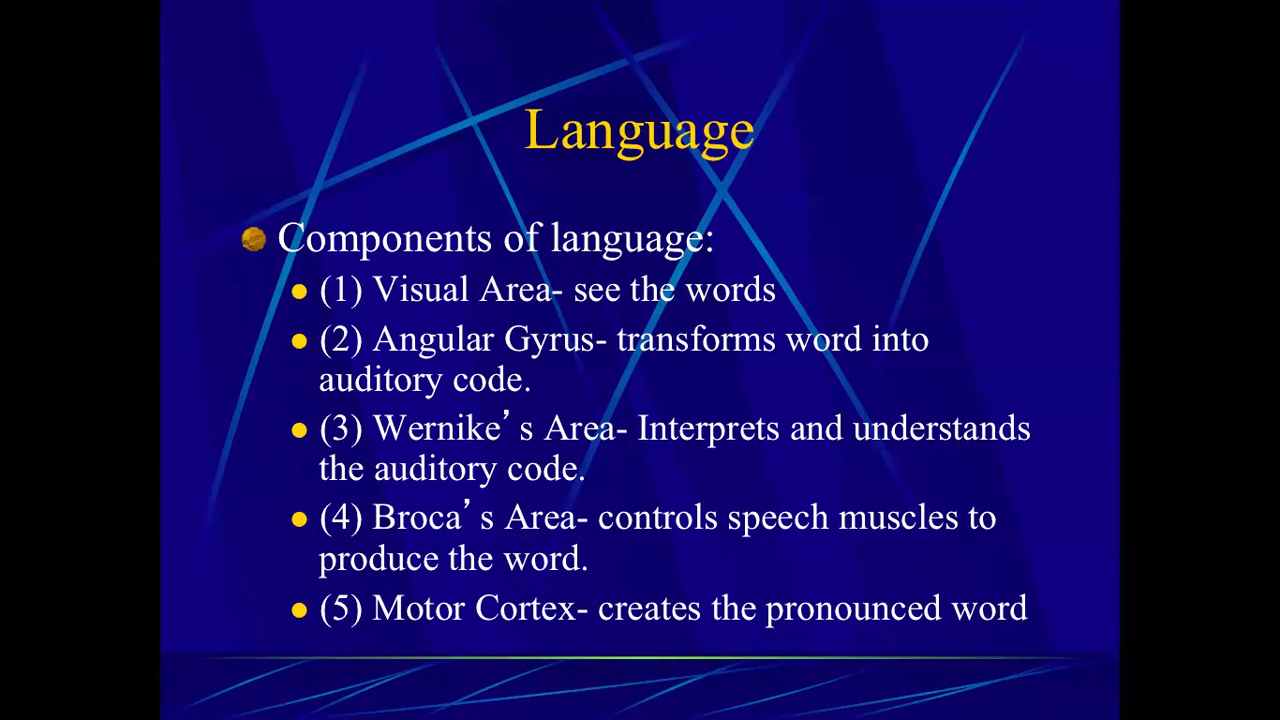 Language
Components of language:
(1) Visual Area- see the words
(2) Angular Gyrus- transforms word into
auditory code.
(3) Wernike’s Area- Interprets and understands
the auditory code.
(4) Broca’s Area- controls speech muscles to
produce the word.
(5) Motor Cortex- creates the pronounced word